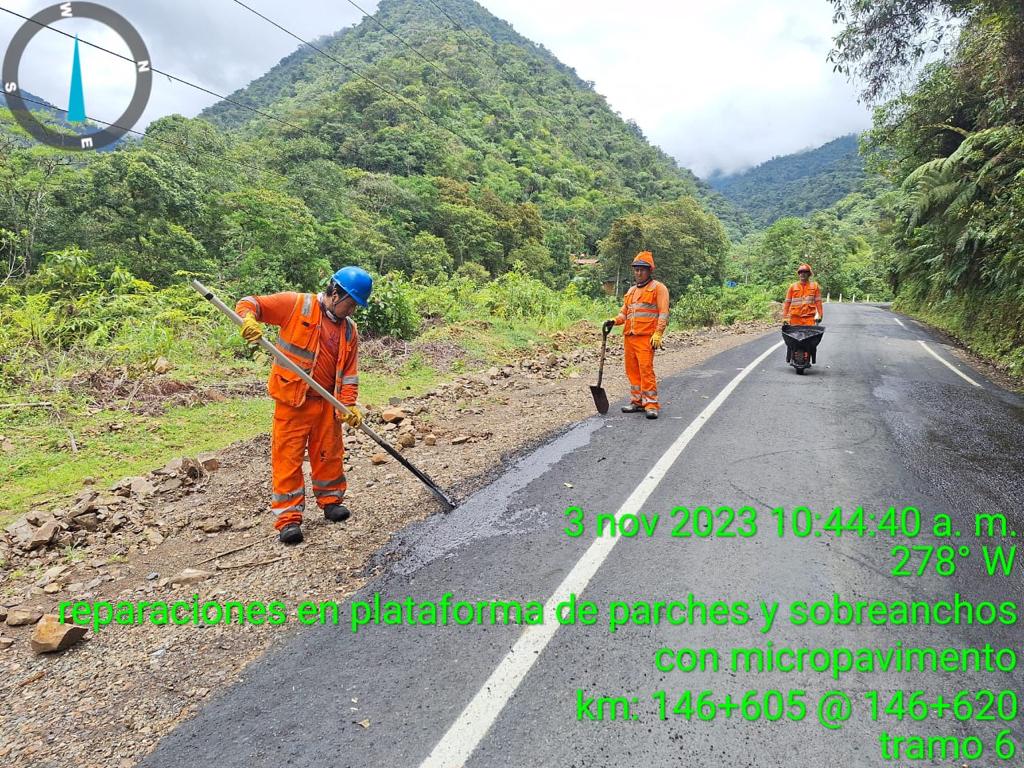 W
N
S
E
3 nov 2023 10:44:40 a. m.
278° W
reparaciones en plataforma de parches y sobreanchos
con micropavimento
km: 146+605 @ 146+620
tramo 6